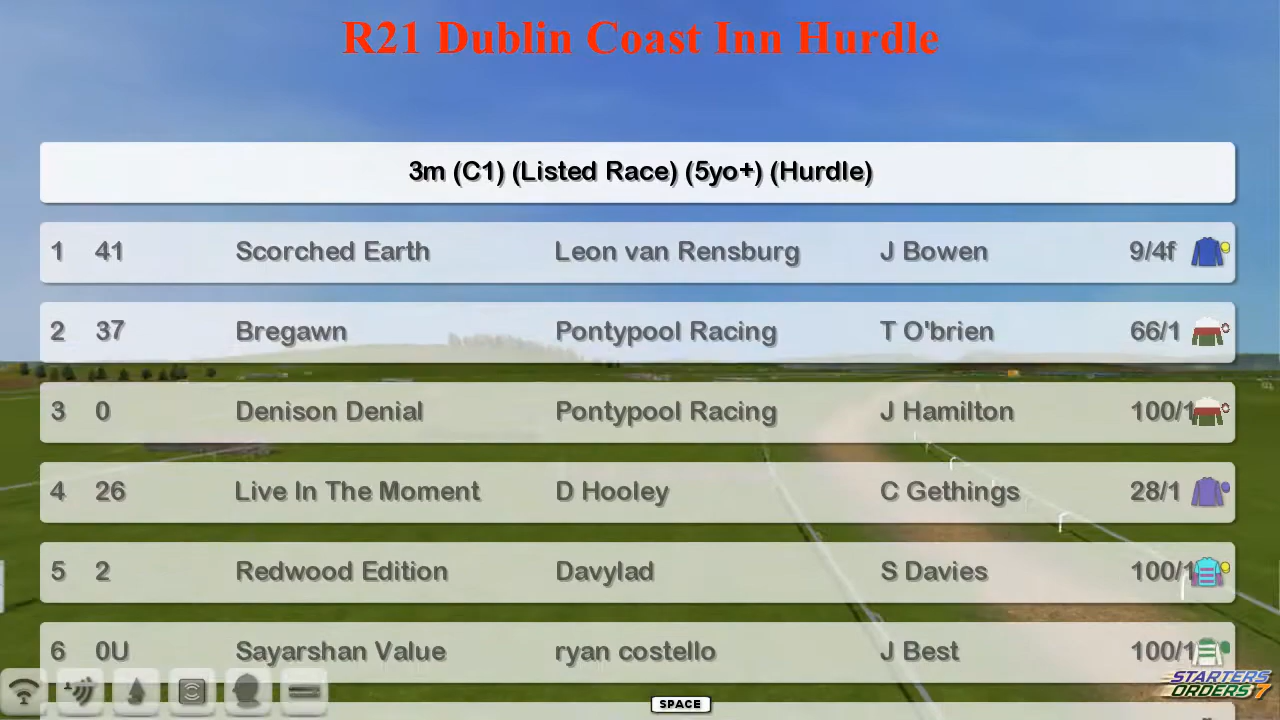 R21 Dublin Coast Inn Hurdle
3m (C1) (Listed Race) (5yo+) (Hurdle)
1 41 Scorched Earth Leon van Rensburg J Bowen 9/4f
2 37 Bregawn Pontypool Racing T O'brien 66/1
3 0 Denison Denial Pontypool Racing J Hamilton 100/1
4 26 Live In The Moment D Hooley C Gethings 28/1
5 2 Redwood Edition Davylad S Davies 100/1
6 0U Sayarshan Value ryan costello J Best 100/1
SPACE
STARTERS
ORDERS 7